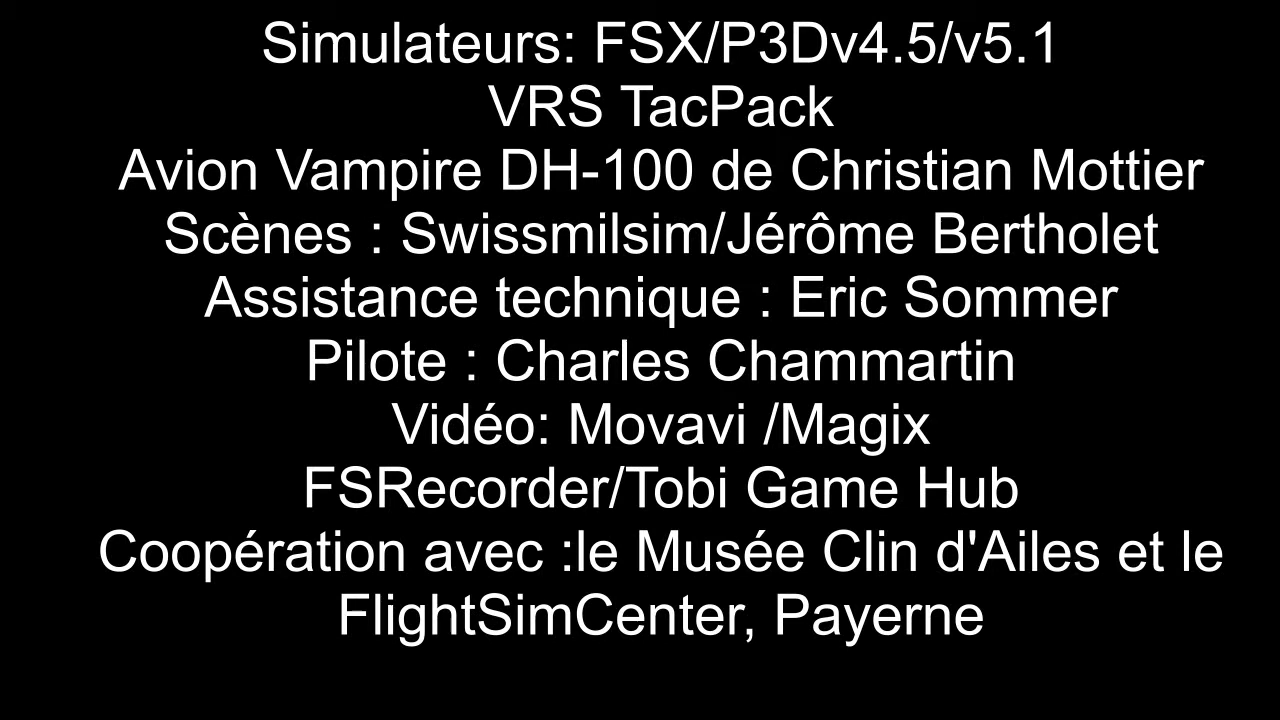 Simulateurs: FSX/P3Dv4.5/v5.1
VRS TacPack
Avion Vampire DH-100 de Christian Mottier
Scènes : Swissmilsim/Jérôme Bertholet
Assistance technique : Eric Sommer
Pilote : Charles Chammartin
Vidéo: Movavi /Magix
FSRecorder/Tobi Game Hub
Coopération avec :le Musée Clin d'Ailes et le
FlightSimCenter, Payerne